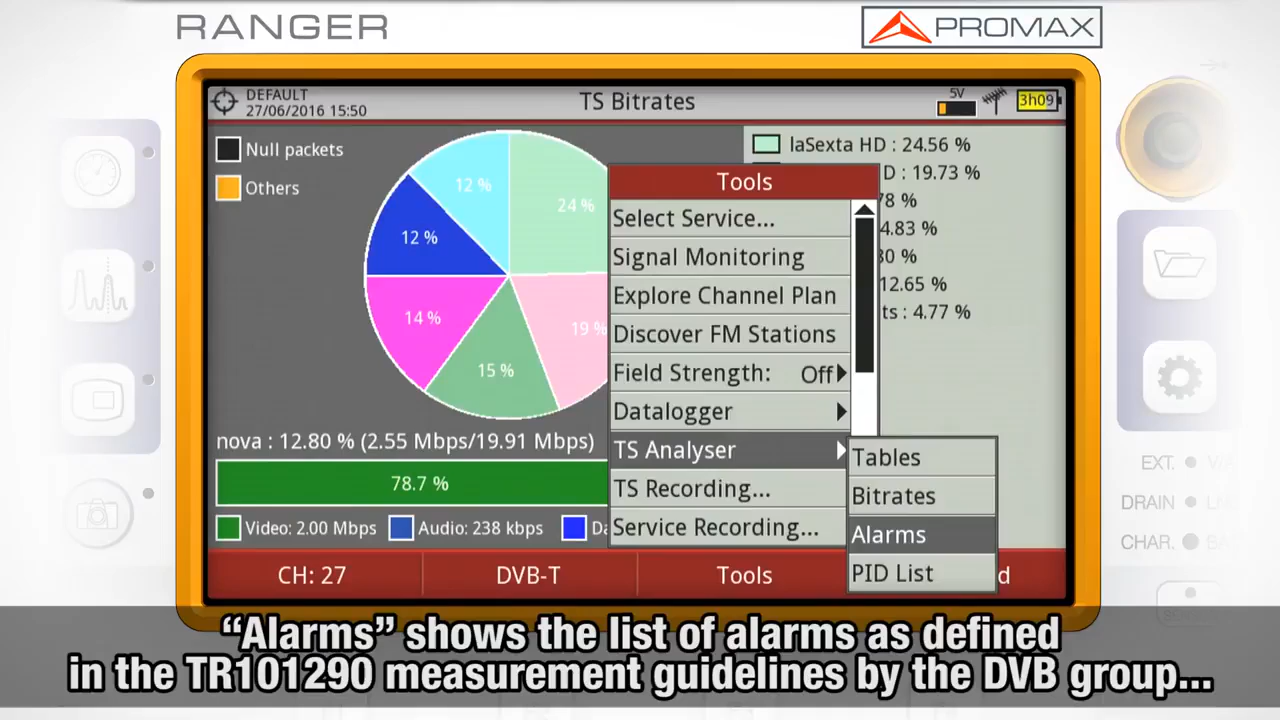 RANGER
PROMAX
DEFAULT
27/06/2016 15:50
TS Bitrates
5V
3h09
Null packets
Others
12 %
24 %
12 %
14 %
15 %
19 %
laSexta HD : 24.56 %
D : 19.73 %
78 %
4.83 %
80 %
12.65 %
ts : 4.77 %
Tools
Select Service...
Signal Monitoring
Explore Channel Plan
Discover FM Stations
Field Strength: Off
Datalogger
TS Analyser
TS Recording...
Service Recording...
Tables
Bitrates
Alarms
PID List
nova : 12.80 % (2.55 Mbps/19.91 Mbps)
78.7 %
Video: 2.00 Mbps
Audio: 238 kbps
CH: 27
DVB-T
Tools
EXT.
DRAIN
CHAR.
“Alarms” shows the list of alarms as defined
in the TR101290 measurement guidelines by the DVB group...